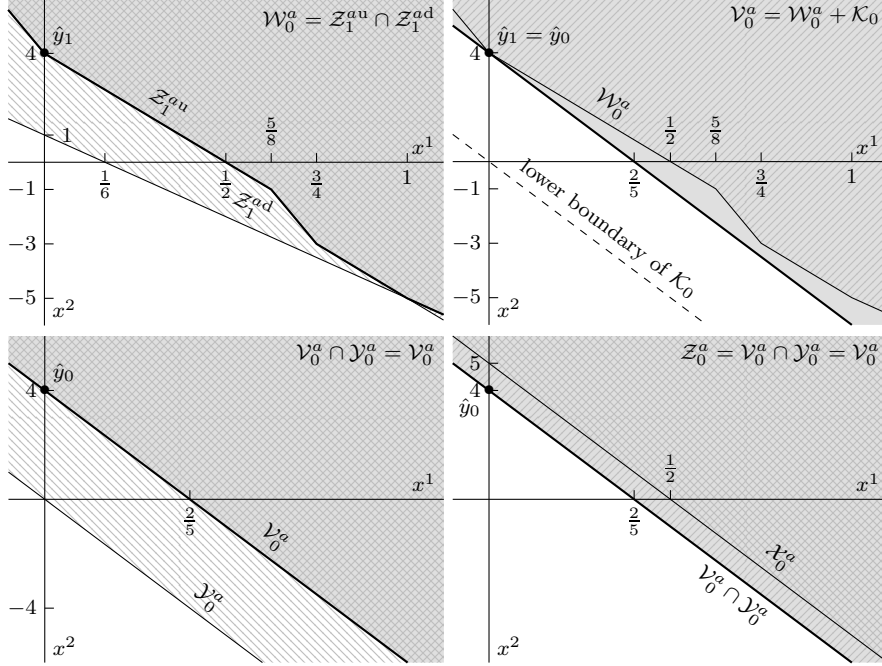 𝒲₀ᵃ = 𝒵₁ᵃᵘ ∩ 𝒵₁ᵃᵈ
ŷ₁
4
𝒵₁ᵃᵘ
5/8
1
x¹
1/6
1/2
3/4
1
−1
𝒵₁ᵃᵈ
−3
−5
x²
𝒱₀ᵃ = 𝒲₀ᵃ + 𝒦₀
ŷ₁ = ŷ₀
4
𝒲₀ᵃ
1/2
5/8
x¹
2/5
3/4
1
−1
lower boundary of 𝒦₀
−3
−5
x²
𝒱₀ᵃ ∩ 𝒴₀ᵃ = 𝒱₀ᵃ
ŷ₀
4
x¹
2/5
𝒱₀ᵃ
𝒴₀ᵃ
−4
x²
𝒵₀ᵃ = 𝒱₀ᵃ ∩ 𝒴₀ᵃ = 𝒱₀ᵃ
5
4
ŷ₀
1/2
x¹
2/5
𝒳₀ᵃ
𝒱₀ᵃ ∩ 𝒴₀ᵃ
x²